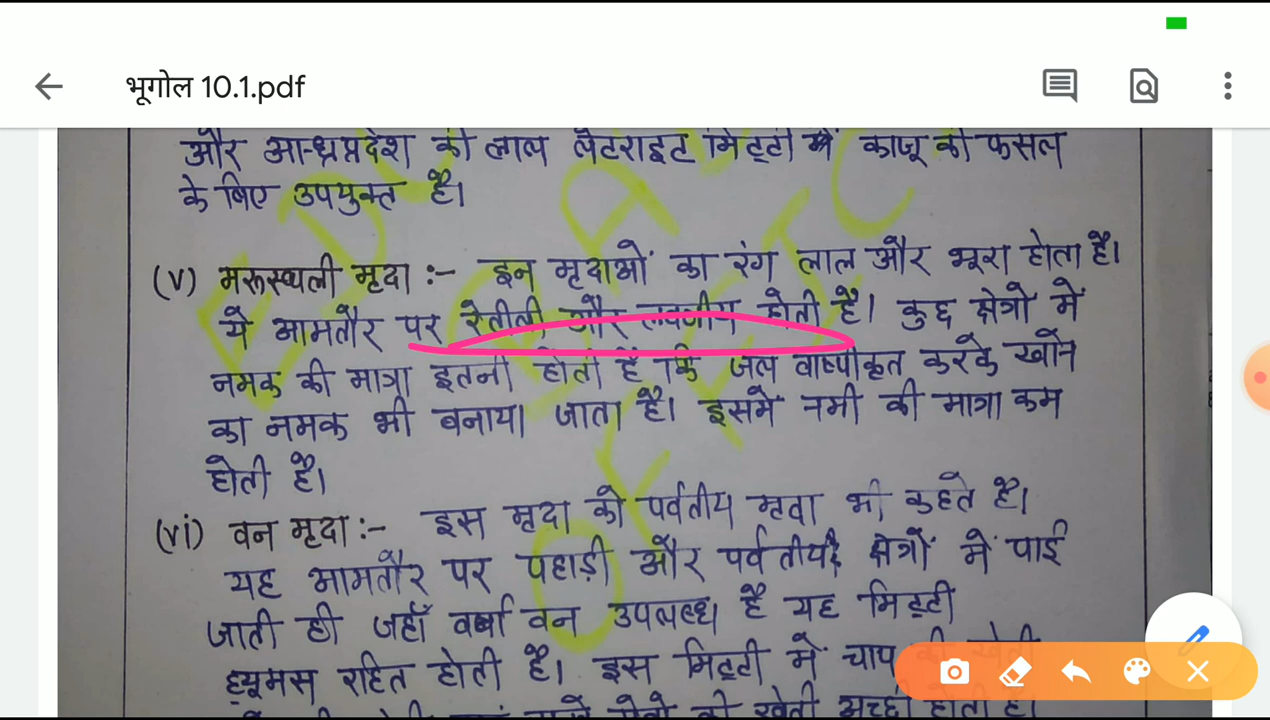 भूगोल 10.1.pdf
और आन्ध्रप्रदेश की लाल लेटराइट मिट्टी में काजू की फसल
के लिए उपयुक्त है।
(v) मरूस्थली मृदा :- इन मृदाओं का रंग लाल और भूरा होता है।
ये आमतौर पर रेतीली और लवणीय होती है। कुछ क्षेत्रो में
नमक की मात्रा इतनी होती है कि जल वाष्पीकृत करके खाने
का नमक भी बनाया जाता है। इसमें नमी की मात्रा कम
होती है।
(vi) वन मृदा :- इस मृदा को पर्वतीय मृदा भी कहते है।
यह आमतौर पर पहाड़ी और पर्वतीय क्षेत्रों में पाई
जाती ही जहाँ वर्षा वन उपलब्ध है यह मिट्टी
ह्यूमस रहित होती है। इस मिट्टी में चाय की खेती
की खेती अच्छी होती है।